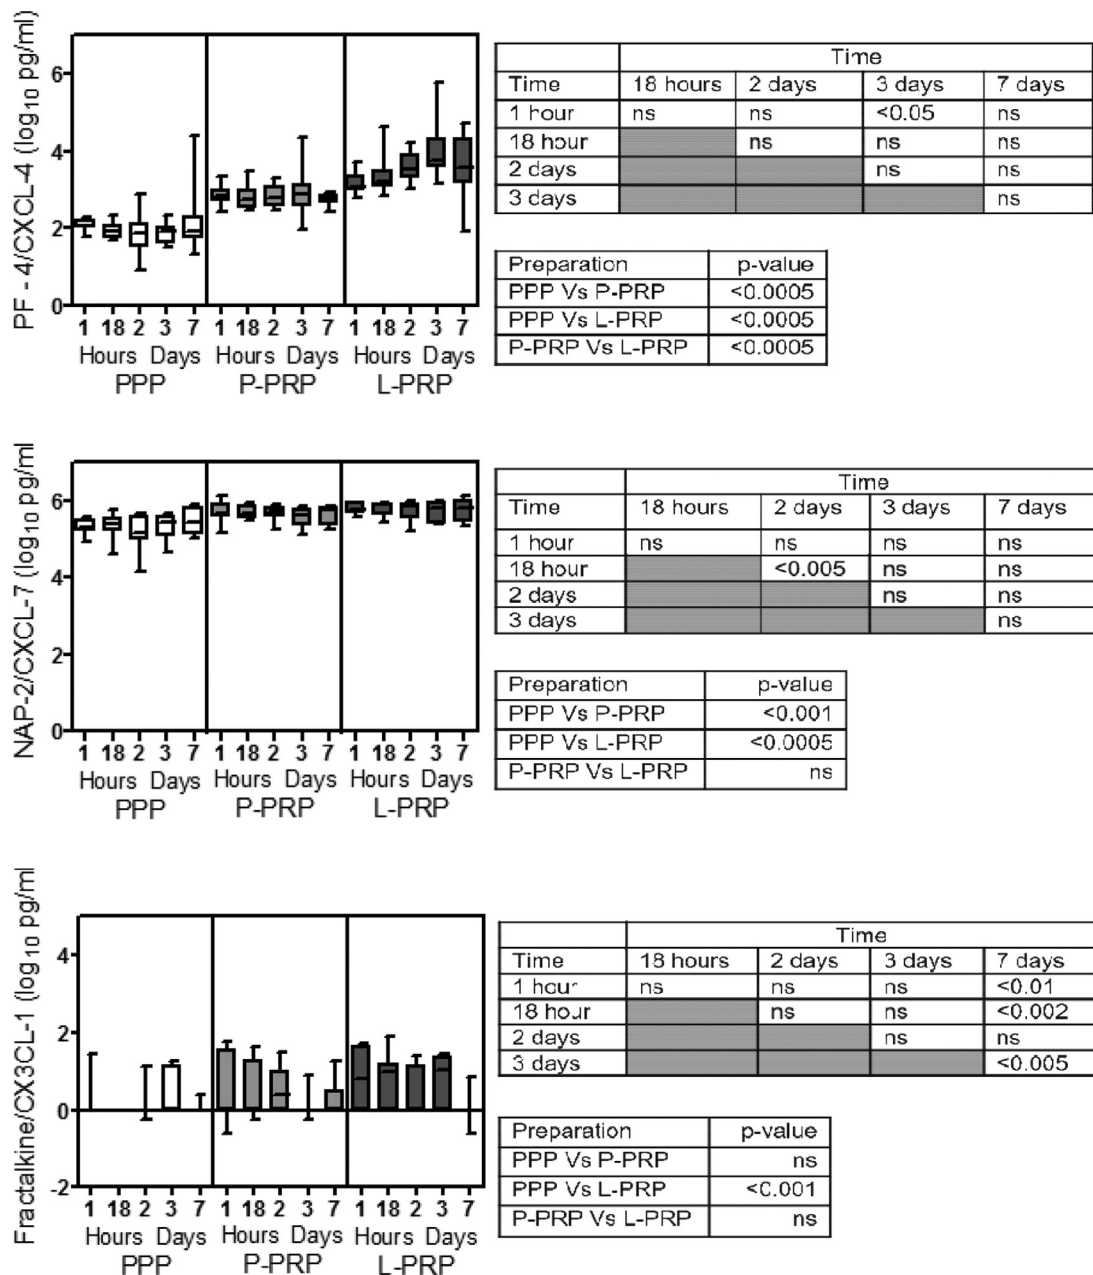 PF - 4/CXCL-4 (log10 pg/ml)
6
4
2
0
1 18 2 3 7 1 18 2 3 7 1 18 2 3 7
Hours Days Hours Days Hours Days
PPP P-PRP L-PRP
Time
Time 18 hours 2 days 3 days 7 days
1 hour ns ns <0.05 ns
18 hour ns ns ns
2 days ns ns
3 days ns
Preparation p-value
PPP Vs P-PRP <0.0005
PPP Vs L-PRP <0.0005
P-PRP Vs L-PRP <0.0005
NAP-2/CXCL-7 (log10 pg/ml
6
4
2
0
1 18 2 3 7 1 18 2 3 7 1 18 2 3 7
Hours Days Hours Days Hours Days
PPP P-PRP L-PRP
Time
Time 18 hours 2 days 3 days 7 days
1 hour ns ns ns ns
18 hour <0.005 ns ns
2 days ns ns
3 days ns
Preparation p-value
PPP Vs P-PRP <0.001
PPP Vs L-PRP <0.0005
P-PRP Vs L-PRP ns
Fractalkine/CX3CL-1 (log10 pg/ml
4
2
0
-2
1 18 2 3 7 1 18 2 3 7 1 18 2 3 7
Hours Days Hours Days Hours Days
PPP P-PRP L-PRP
Time
Time 18 hours 2 days 3 days 7 days
1 hour ns ns ns <0.01
18 hour ns ns <0.002
2 days ns ns
3 days <0.005
Preparation p-value
PPP Vs P-PRP ns
PPP Vs L-PRP <0.001
P-PRP Vs L-PRP ns